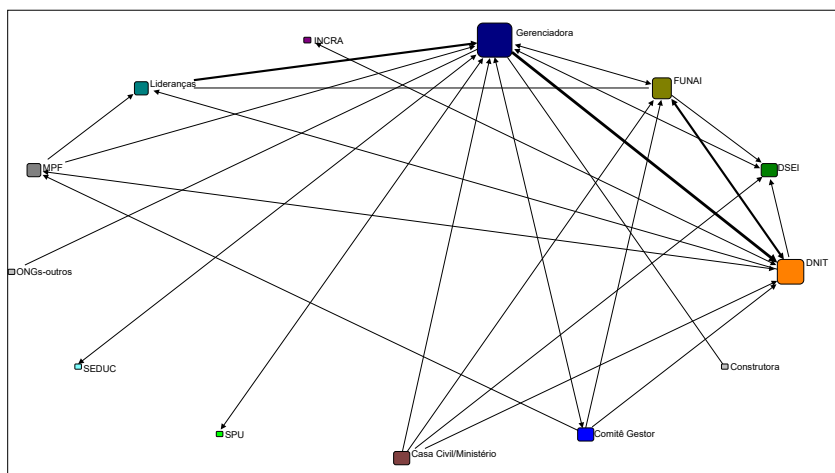 Gerenciadora
INCRA
Lideranças
FUNAI
MPF
DSEI
DNIT
ONGs-outros
SEDUC
Construtora
SPU
Comitê Gestor
Casa Civil/Ministério